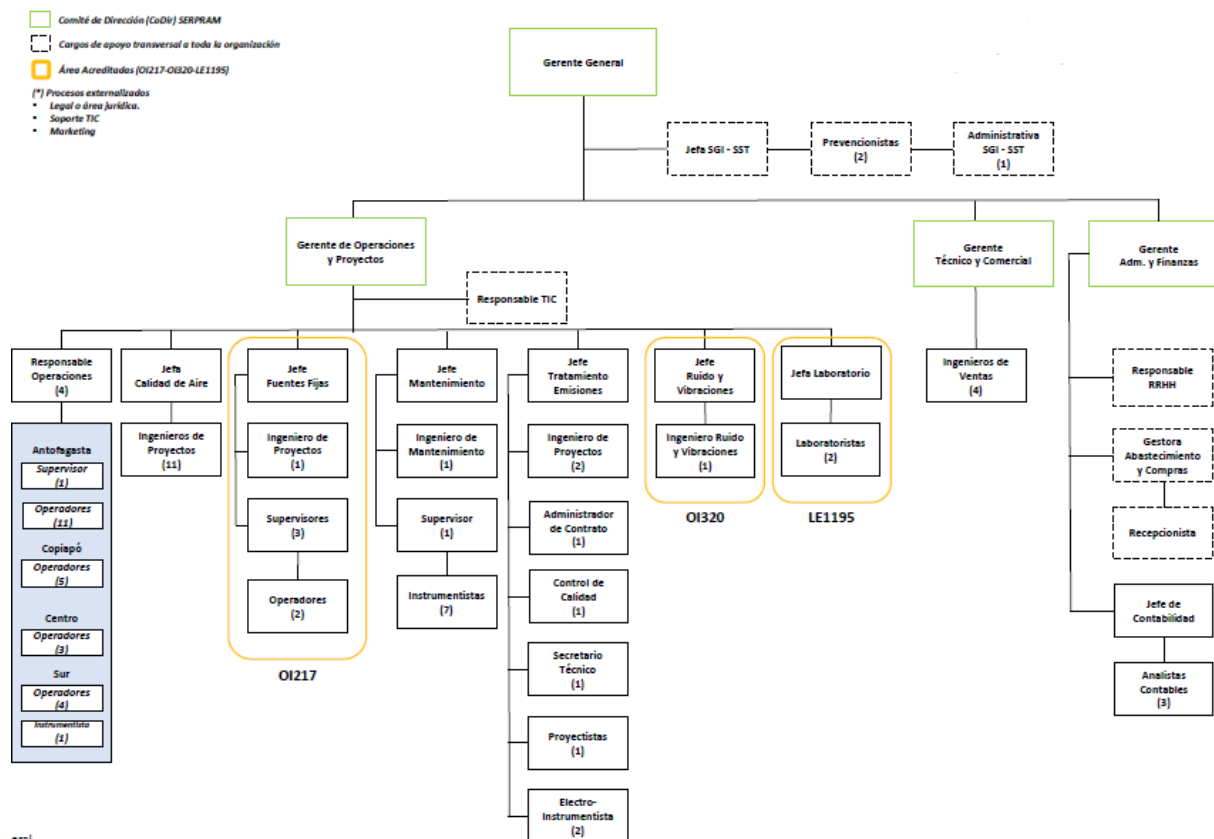 Comité de Dirección (CoDir) SERPRAM
Cargos de apoyo transversal a toda la organización
Área Acreditadas (OI217-OI320-LE1195)
(*) Procesos externalizados
▪ Legal o área jurídica.
▪ Soporte TIC
▪ Marketing
Gerente General
Jefa SGI - SST
Prevencionistas
(2)
Administrativa
SGI - SST
(1)
Gerente de Operaciones
y Proyectos
Gerente
Técnico y Comercial
Gerente
Adm. y Finanzas
Responsable TIC
Responsable
Operaciones
(4)
Antofagasta
Supervisor
(1)
Operadores
(11)
Copiapó
Operadores
(5)
Centro
Operadores
(3)
Sur
Operadores
(4)
Instrumentista
(1)
Jefa
Calidad de Aire
Ingenieros de
Proyectos
(11)
Jefe
Fuentes Fijas
Ingeniero de
Proyectos
(1)
Supervisores
(3)
Operadores
(2)
OI217
Jefe
Mantenimiento
Ingeniero de
Mantenimiento
(1)
Supervisor
(1)
Instrumentistas
(7)
Jefe
Tratamiento
Emisiones
Ingeniero de
Proyectos
(2)
Administrador
de Contrato
(1)
Control de
Calidad
(1)
Secretario
Técnico
(1)
Proyectistas
(1)
Electro-
Instrumentista
(2)
Jefe
Ruido y
Vibraciones
Ingeniero Ruido
y Vibraciones
(1)
OI320
Jefa Laboratorio
Laboratoristas
(2)
LE1195
Ingenieros de
Ventas
(4)
Responsable
RRHH
Gestora
Abastecimiento
y Compras
Recepcionista
Jefe de
Contabilidad
Analistas
Contables
(3)